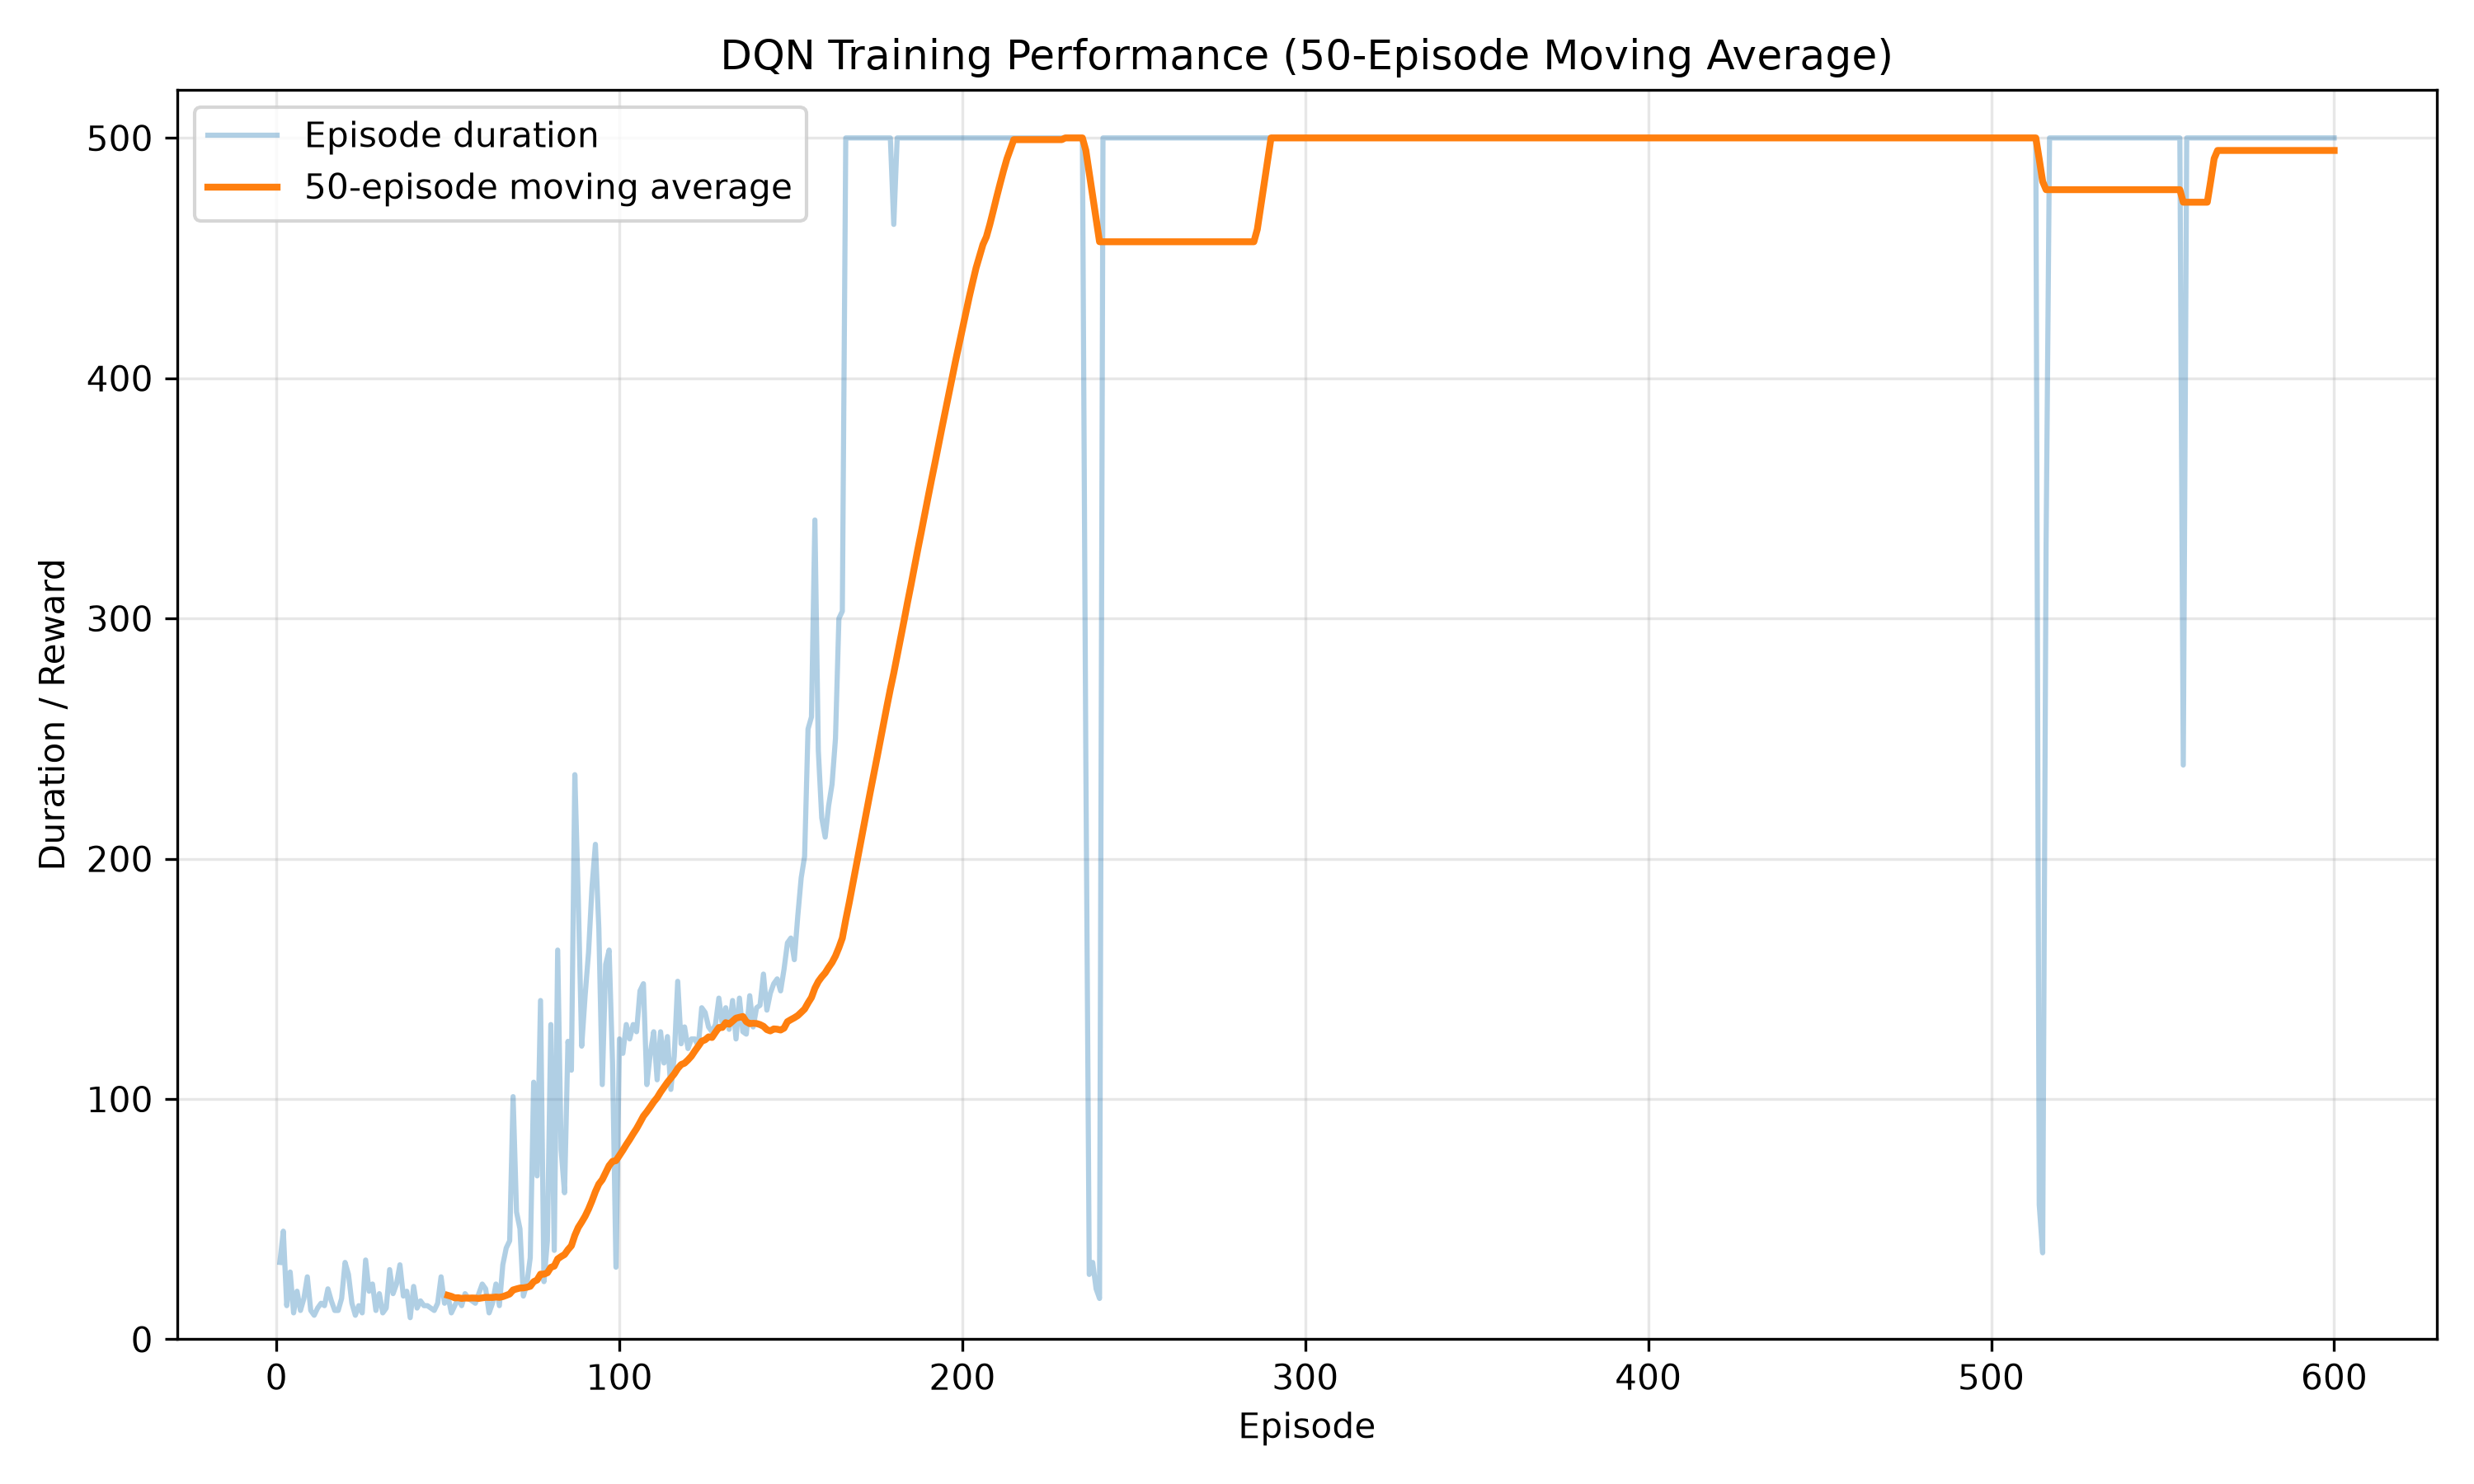 DQN Training Performance (50-Episode Moving Average)
Episode duration
50-episode moving average
Duration / Reward
500
400
300
200
100
0
0 100 200 300 400 500 600
Episode